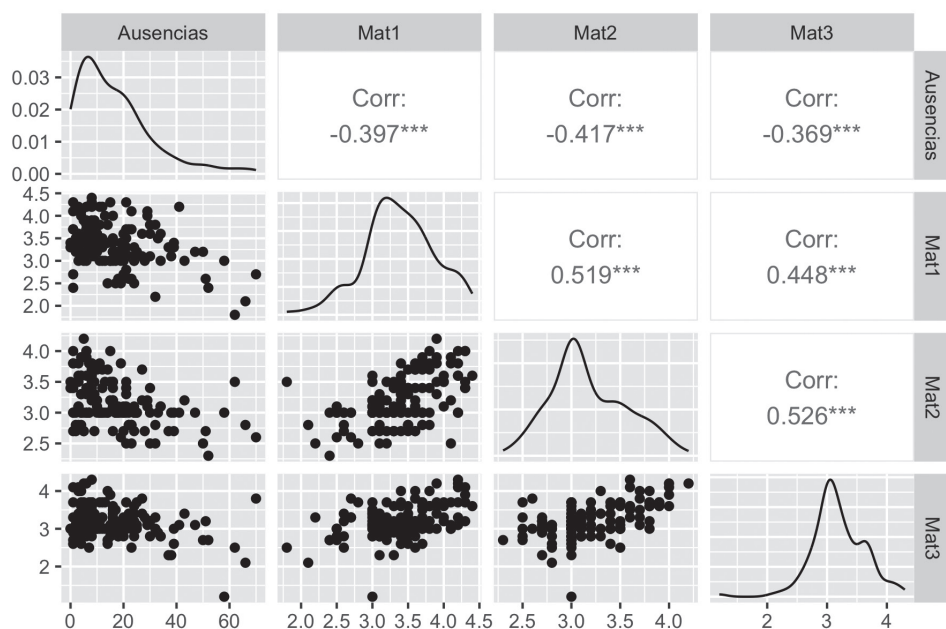 Ausencias Mat1 Mat2 Mat3
0.03
0.02
0.01
0.00
Corr:
-0.397***
Corr:
-0.417***
Corr:
-0.369***
Ausencias
4.5
4.0
3.5
3.0
2.5
2.0
Corr:
0.519***
Corr:
0.448***
Mat1
4.0
3.5
3.0
2.5
Corr:
0.526***
Mat2
4
3
2
Mat3
0 20 40 60 2.0 2.5 3.0 3.5 4.0 4.5 2.5 3.0 3.5 4.0 2 3 4